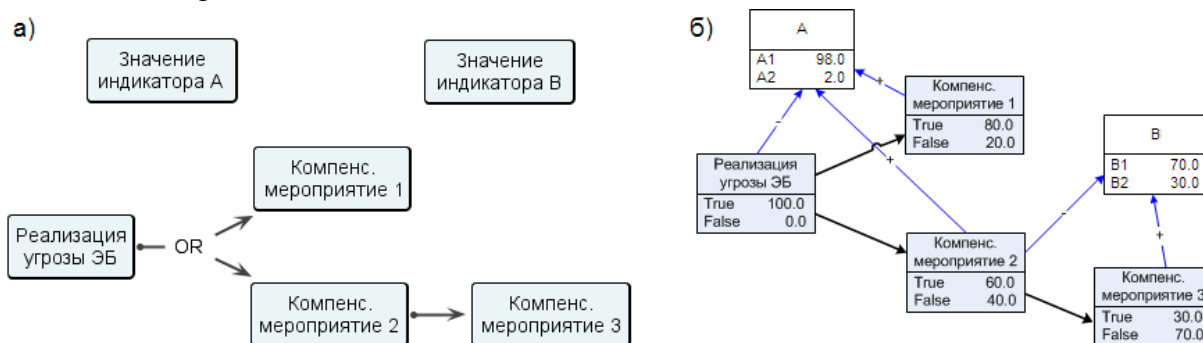 а)
Значение
индикатора А
Значение
индикатора В
Компенс.
мероприятие 1
Реализация
угрозы ЭБ
OR
Компенс.
мероприятие 2
Компенс.
мероприятие 3
б)
A
A1 98.0
A2 2.0
+
Компенс.
мероприятие 1
True 80.0
False 20.0
-
+
B
B1 70.0
B2 30.0
Реализация
угрозы ЭБ
True 100.0
False 0.0
-
+
Компенс.
мероприятие 2
True 60.0
False 40.0
Компенс.
мероприятие 3
True 30.0
False 70.0